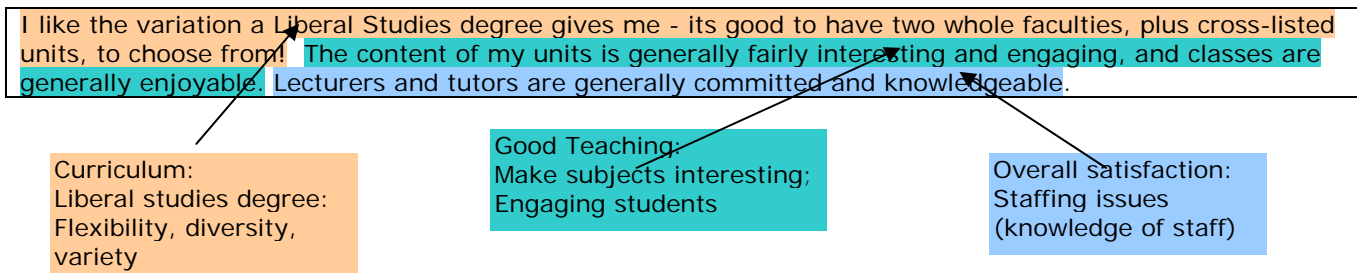 I like the variation a Liberal Studies degree gives me - its good to have two whole faculties, plus cross-listed
units, to choose from! The content of my units is generally fairly interesting and engaging, and classes are
generally enjoyable. Lecturers and tutors are generally committed and knowledgeable.
Curriculum:
Liberal studies degree:
Flexibility, diversity,
variety
Good Teaching:
Make subjects interesting;
Engaging students
Overall satisfaction:
Staffing issues
(knowledge of staff)